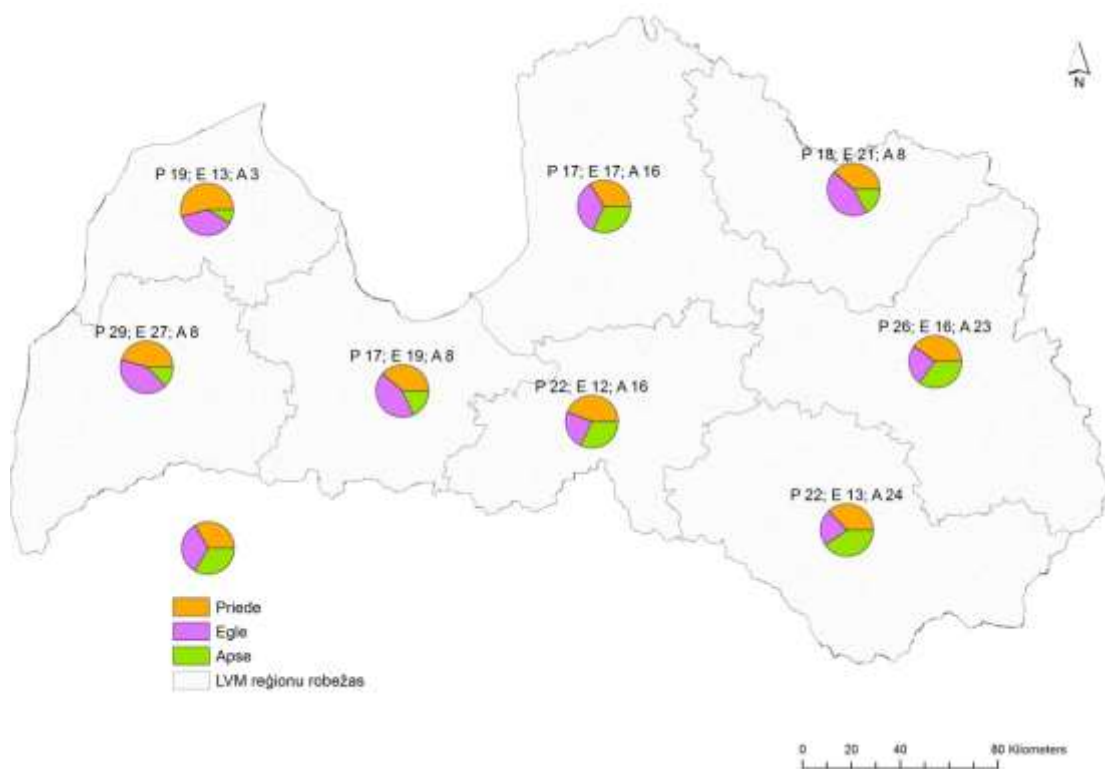 N
P 18; E 21; A 8
P 19; E 13; A 3
P 17; E 17; A 16
P 29; E 27; A 8
P 26; E 16; A 23
P 17; E 19; A 8
P 22; E 12; A 16
P 22; E 13; A 24
Priede
Egle
Apse
LVM reģionu robežas
0 20 40 80 Kilometers